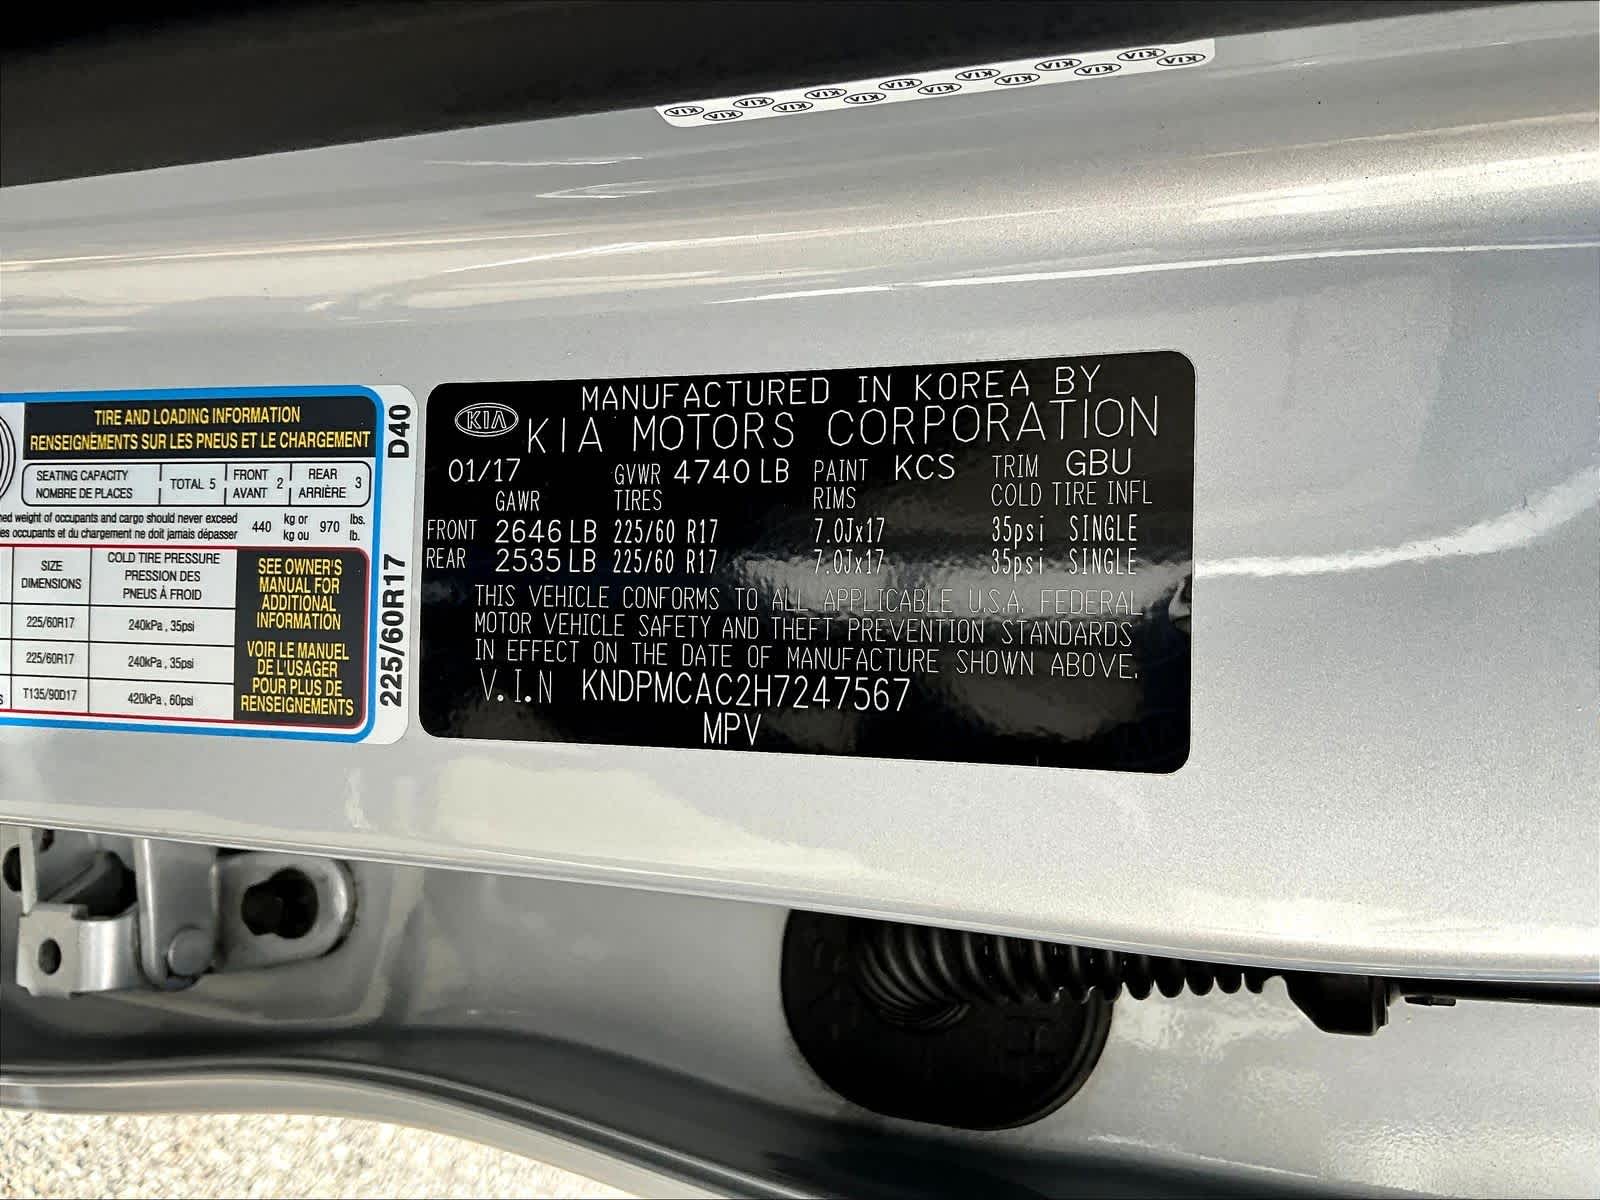 KIA KIA KIA KIA KIA KIA KIA
KIA KIA KIA KIA KIA KIA KIA
TIRE AND LOADING INFORMATION
RENSEIGNEMENTS SUR LES PNEUS ET LE CHARGEMENT
SEATING CAPACITY
NOMBRE DE PLACES
TOTAL 5
FRONT
AVANT
2
REAR
ARRIÈRE
3
weight of occupants and cargo should never exceed
occupants et du chargement ne doit jamais dépasser
440
kg or
kg ou
970
lbs.
lb.
SIZE
DIMENSIONS
COLD TIRE PRESSURE
PRESSION DES
PNEUS À FROID
225/60R17
240kPa, 35psi
225/60R17
240kPa, 35psi
T135/90D17
420kPa, 60psi
SEE OWNER'S
MANUAL FOR
ADDITIONAL
INFORMATION
VOIR LE MANUEL
DE L'USAGER
POUR PLUS DE
RENSEIGNEMENTS
225/60R17 D40
MANUFACTURED IN KOREA BY
KIA KIA MOTORS CORPORATION
01/17 GVWR 4740 LB PAINT KCS TRIM GBU
GAWR TIRES RIMS COLD TIRE INFL
FRONT 2646 LB 225/60 R17 7.0Jx17 35psi SINGLE
REAR 2535 LB 225/60 R17 7.0Jx17 35psi SINGLE
THIS VEHICLE CONFORMS TO ALL APPLICABLE U.S.A. FEDERAL
MOTOR VEHICLE SAFETY AND THEFT PREVENTION STANDARDS
IN EFFECT ON THE DATE OF MANUFACTURE SHOWN ABOVE.
V.I.N KNDPMCAC2H7247567
MPV